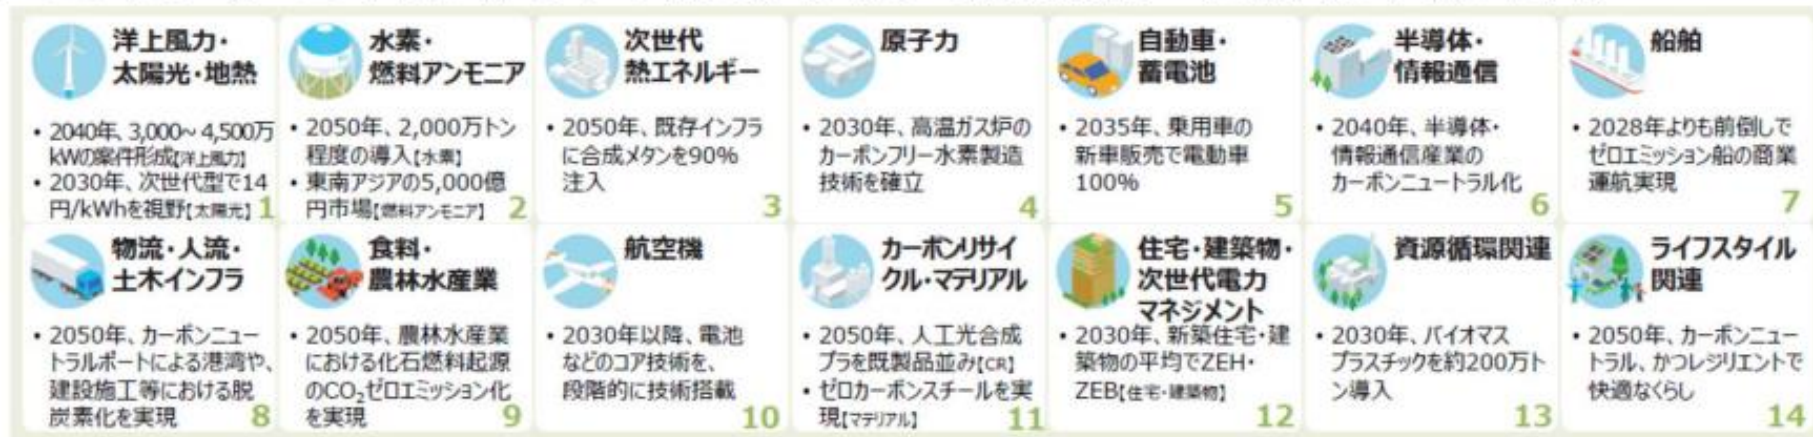 洋上風力・
太陽光・地熱
・2040年、3,000~4,500万
kWの案件形成【洋上風力】
・2030年、次世代型で14
円/kWhを視野【太陽光】
1
水素・
燃料アンモニア
・2050年、2,000万トン
程度の導入【水素】
・東南アジアの5,000億
円市場【燃料アンモニア】
2
次世代
熱エネルギー
・2050年、既存インフラ
に合成メタンを90%
注入
3
原子力
・2030年、高温ガス炉の
カーボンフリー水素製造
技術を確立
4
自動車・
蓄電池
・2035年、乗用車の
新車販売で電動車
100%
5
半導体・
情報通信
・2040年、半導体・
情報通信産業の
カーボンニュートラル化
6
船舶
・2028年よりも前倒しで
ゼロエミッション船の商業
運航実現
7
物流・人流・
土木インフラ
・2050年、カーボンニュー
トラルポートによる港湾や、
建設施工等における脱
炭素化を実現
8
食料・
農林水産業
・2050年、農林水産業
における化石燃料起源
のCO₂ゼロエミッション化
を実現
9
航空機
・2030年以降、電池
などのコア技術を、
段階的に技術搭載
10
カーボンリサイ
クル・マテリアル
・2050年、人工光合成
プラを既製品並み【CR】
・ゼロカーボンスチールを実
現【マテリアル】
11
住宅・建築物・
次世代電力
マネジメント
・2030年、新築住宅・建
築物の平均でZEH・
ZEB【住宅・建築物】
12
資源循環関連
・2030年、バイオマス
プラスチックを約200万ト
ン導入
13
ライフスタイル
関連
・2050年、カーボンニュー
トラル、かつレジリエントで
快適なくらし
14